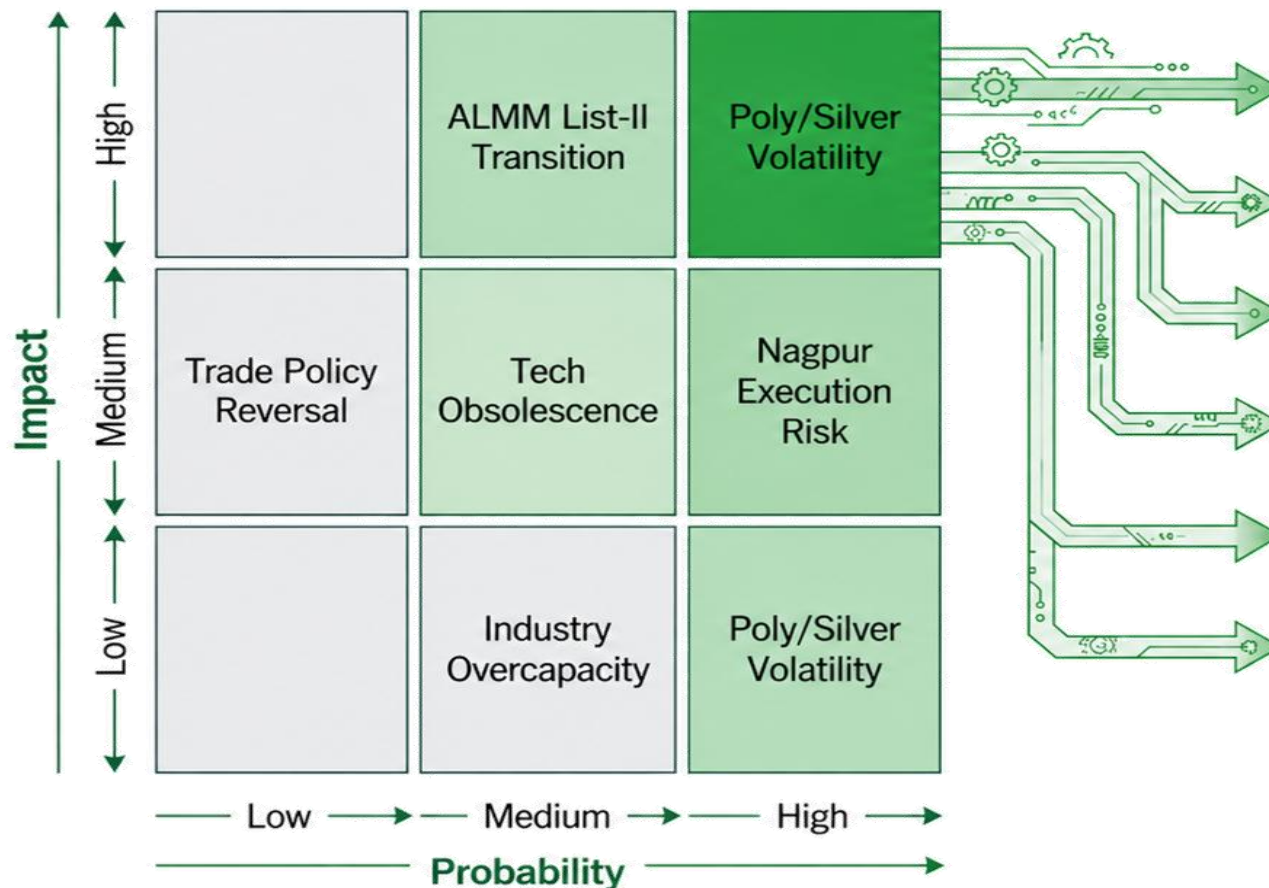 Impact
High
ALMM List-II
Transition
Poly/Silver
Volatility
Medium
Trade Policy
Reversal
Tech
Obsolescence
Nagpur
Execution
Risk
Low
Industry
Overcapacity
Poly/Silver
Volatility
Low
Medium
High
Probability